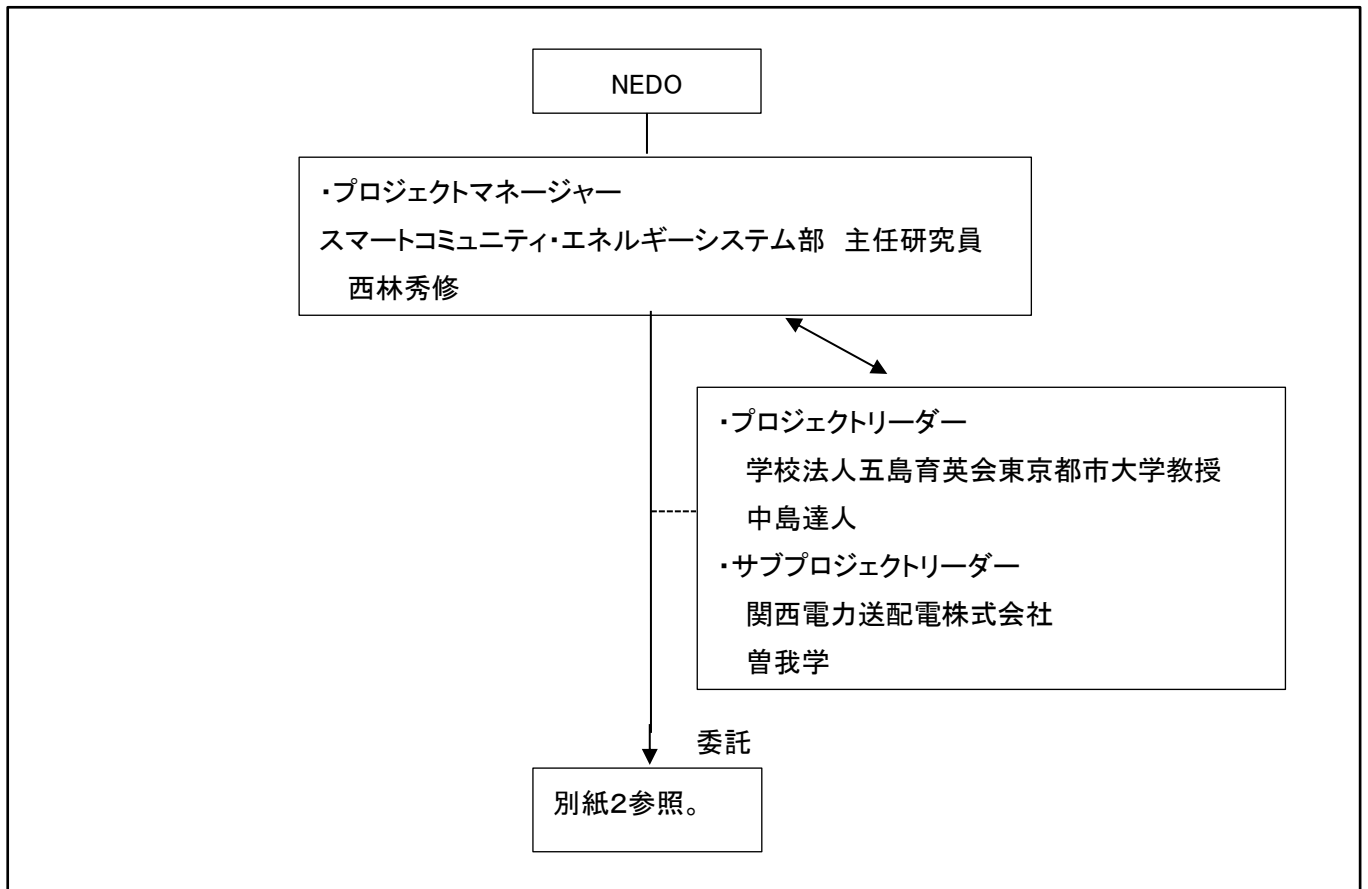 NEDO
・プロジェクトマネージャー
スマートコミュニティ・エネルギーシステム部　主任研究員
西林秀修
・プロジェクトリーダー
学校法人五島育英会東京都市大学教授
中島達人
・サブプロジェクトリーダー
関西電力送配電株式会社
曽我学
委託
別紙2参照。